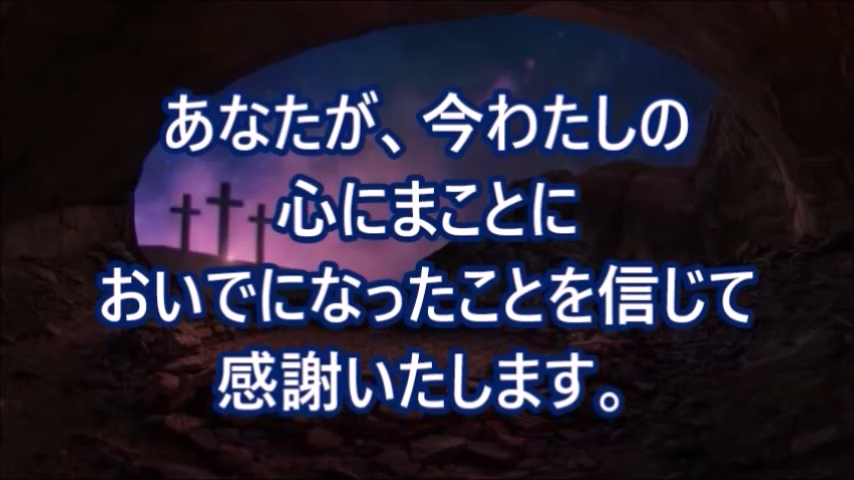 あなたが、今わたしの
心にまことに
おいでになったことを信じて
感謝いたします。